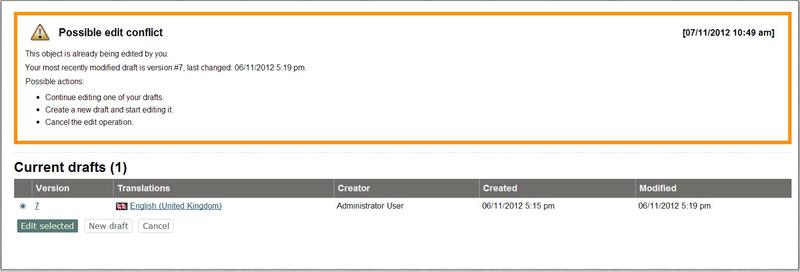 Possible edit conflict [07/11/2012 10:49 am]
This object is already being edited by you.
Your most recently modified draft is version #7, last changed: 06/11/2012 5:19 pm.
Possible actions:
Continue editing one of your drafts.
Create a new draft and start editing it.
Cancel the edit operation.
Current drafts (1)
Version Translations Creator Created Modified
7 English (United Kingdom) Administrator User 06/11/2012 5:15 pm 06/11/2012 5:19 pm
Edit selected New draft Cancel